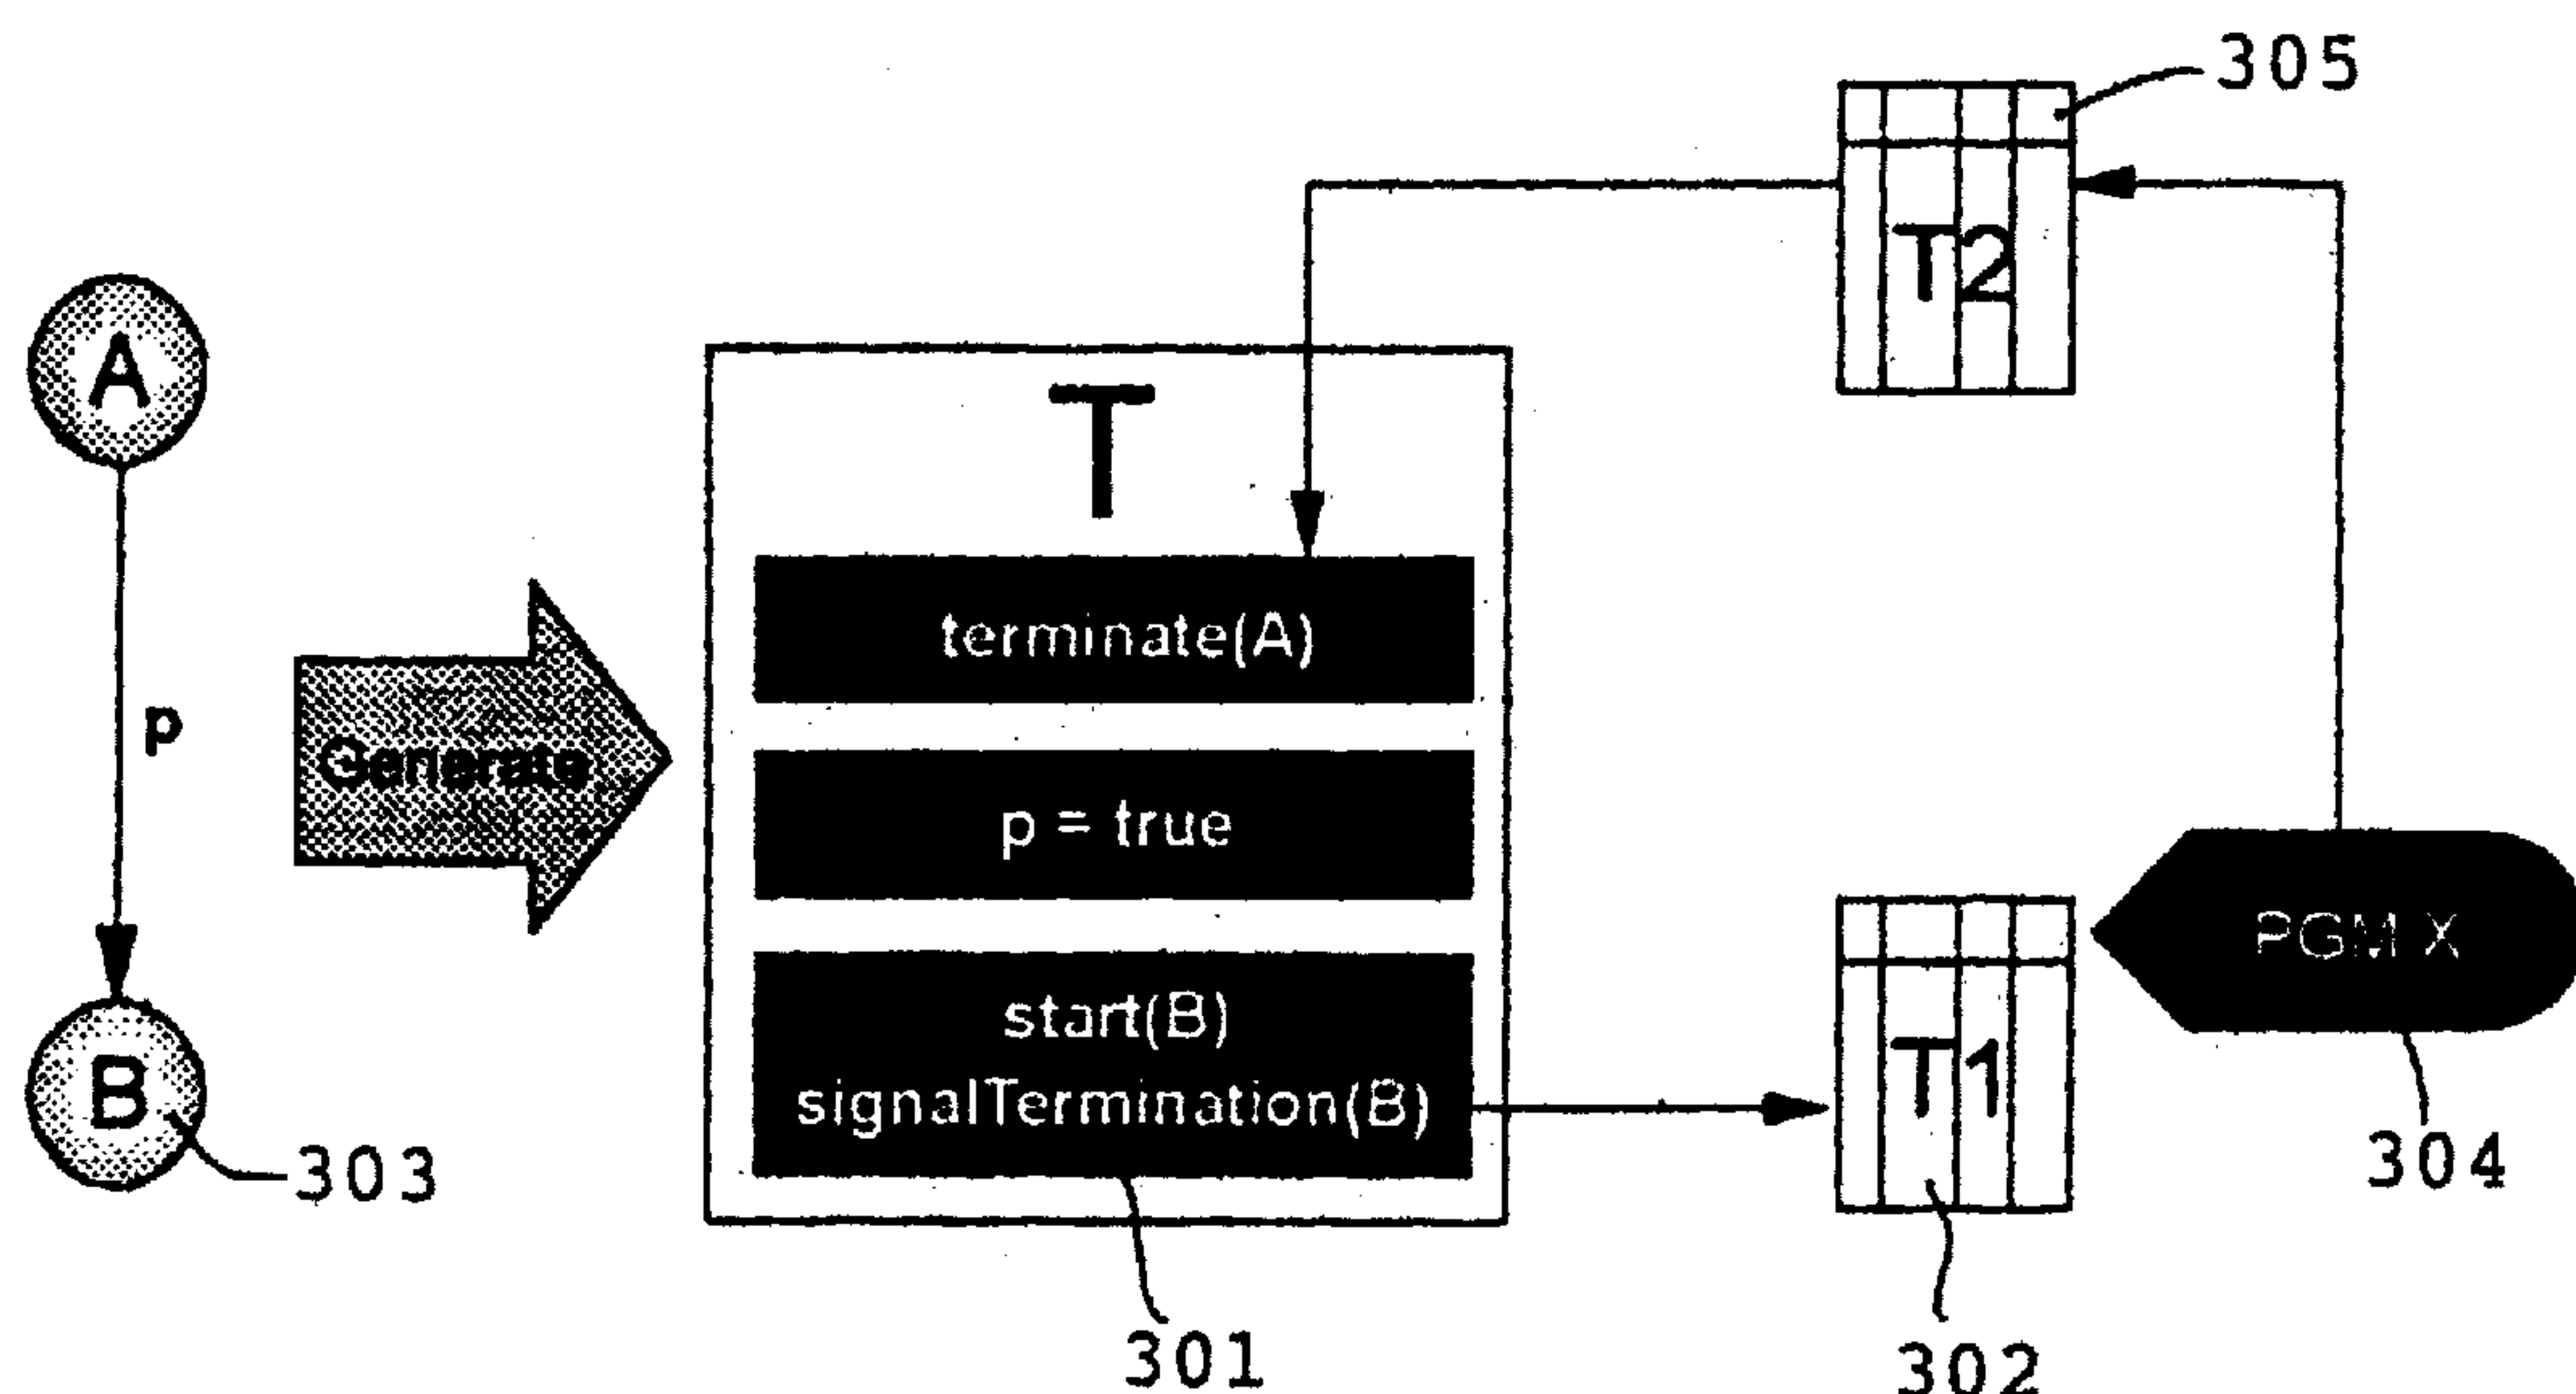 305
T2
A
T
terminate(A)
p
Generate
p = true
PGM X
start(B)
T1
B
signalTermination(B)
303
304
301
302